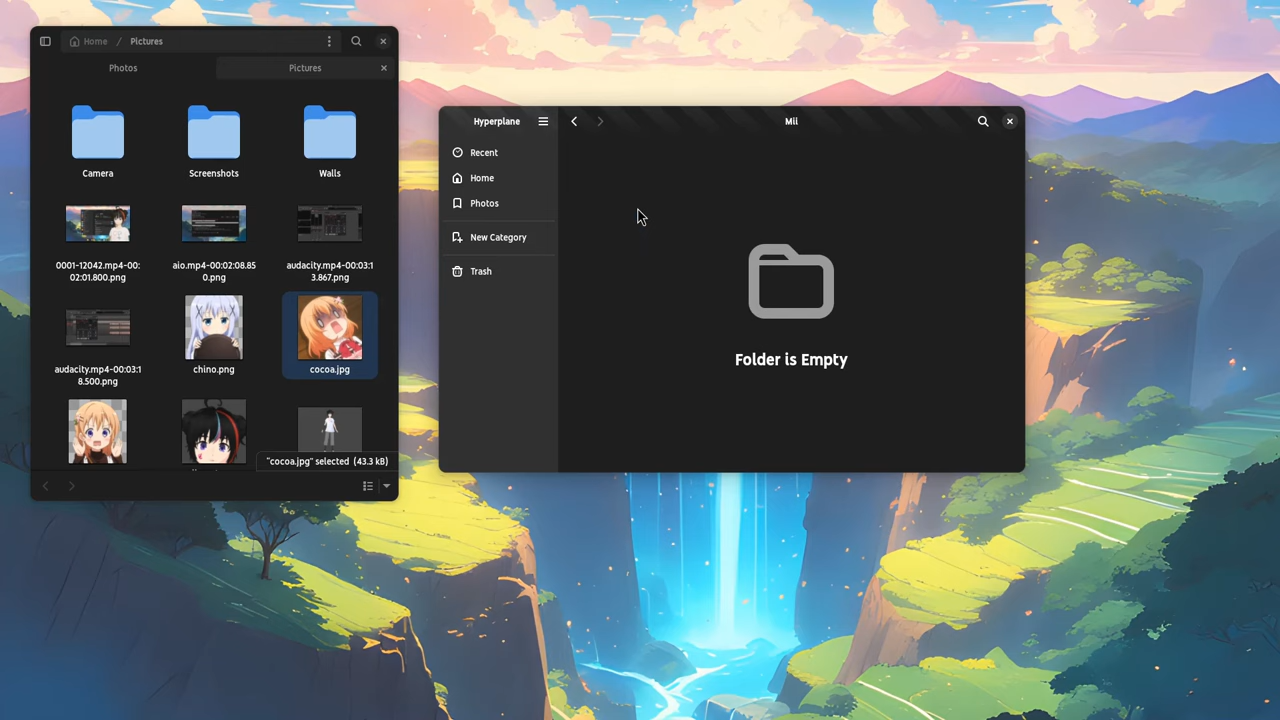 Home / Pictures
Photos
Pictures
Camera
Screenshots
Walls
0001-12042.mp4-00:
02:01.800.png
aio.mp4-00:02:08.85
0.png
audacity.mp4-00:03:1
3.867.png
audacity.mp4-00:03:1
8.500.png
chino.png
cocoa.jpg
"cocoa.jpg" selected (43.3 kB)
Hyperplane
Recent
Home
Photos
New Category
Trash
Mii
Folder is Empty